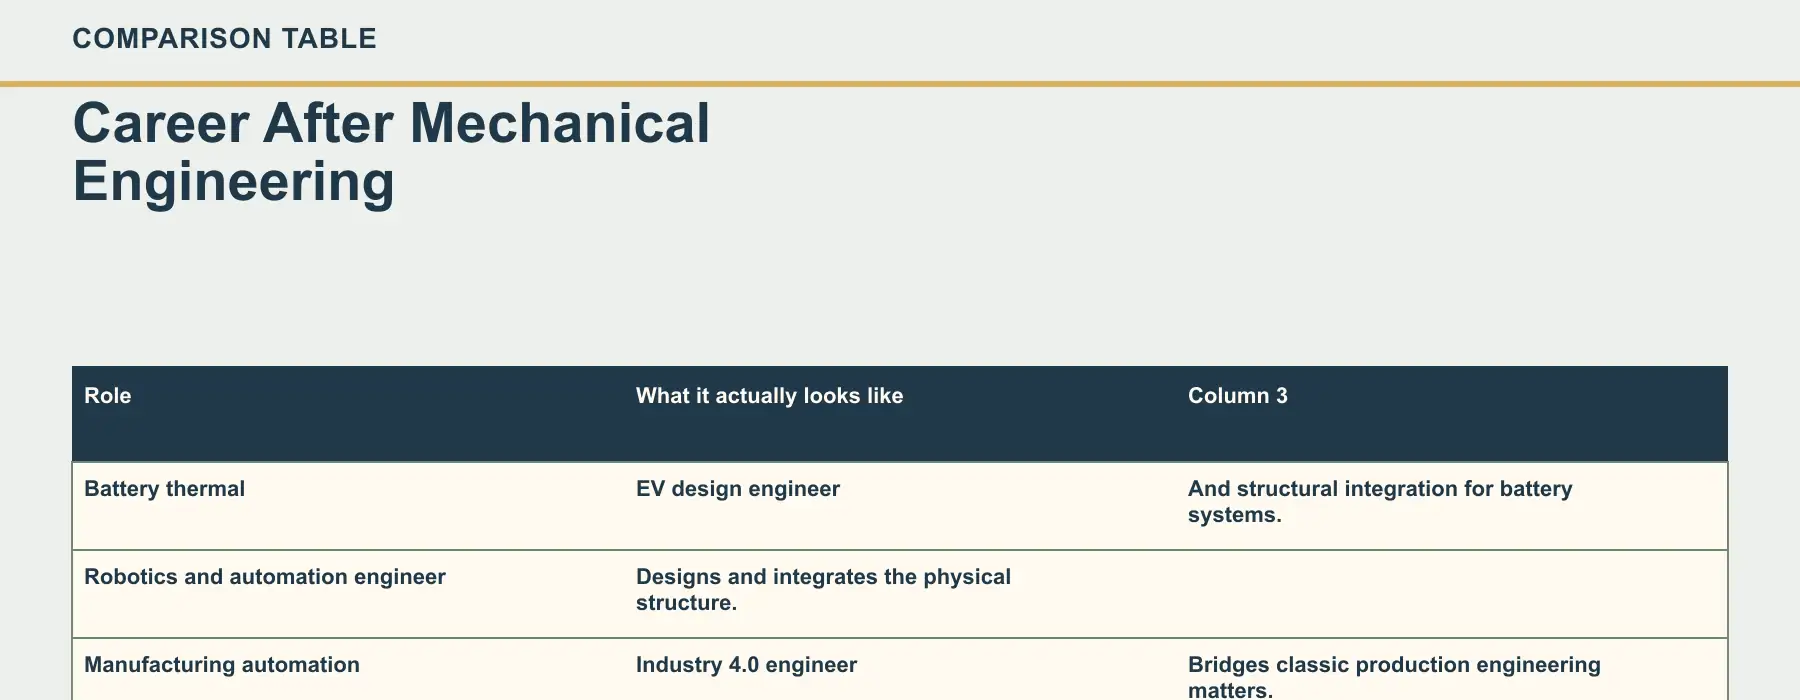 COMPARISON TABLE
Career After Mechanical
Engineering
Role
What it actually looks like
Column 3
Battery thermal
EV design engineer
And structural integration for battery
systems.
Robotics and automation engineer
Designs and integrates the physical
structure.
Manufacturing automation
Industry 4.0 engineer
Bridges classic production engineering
matters.